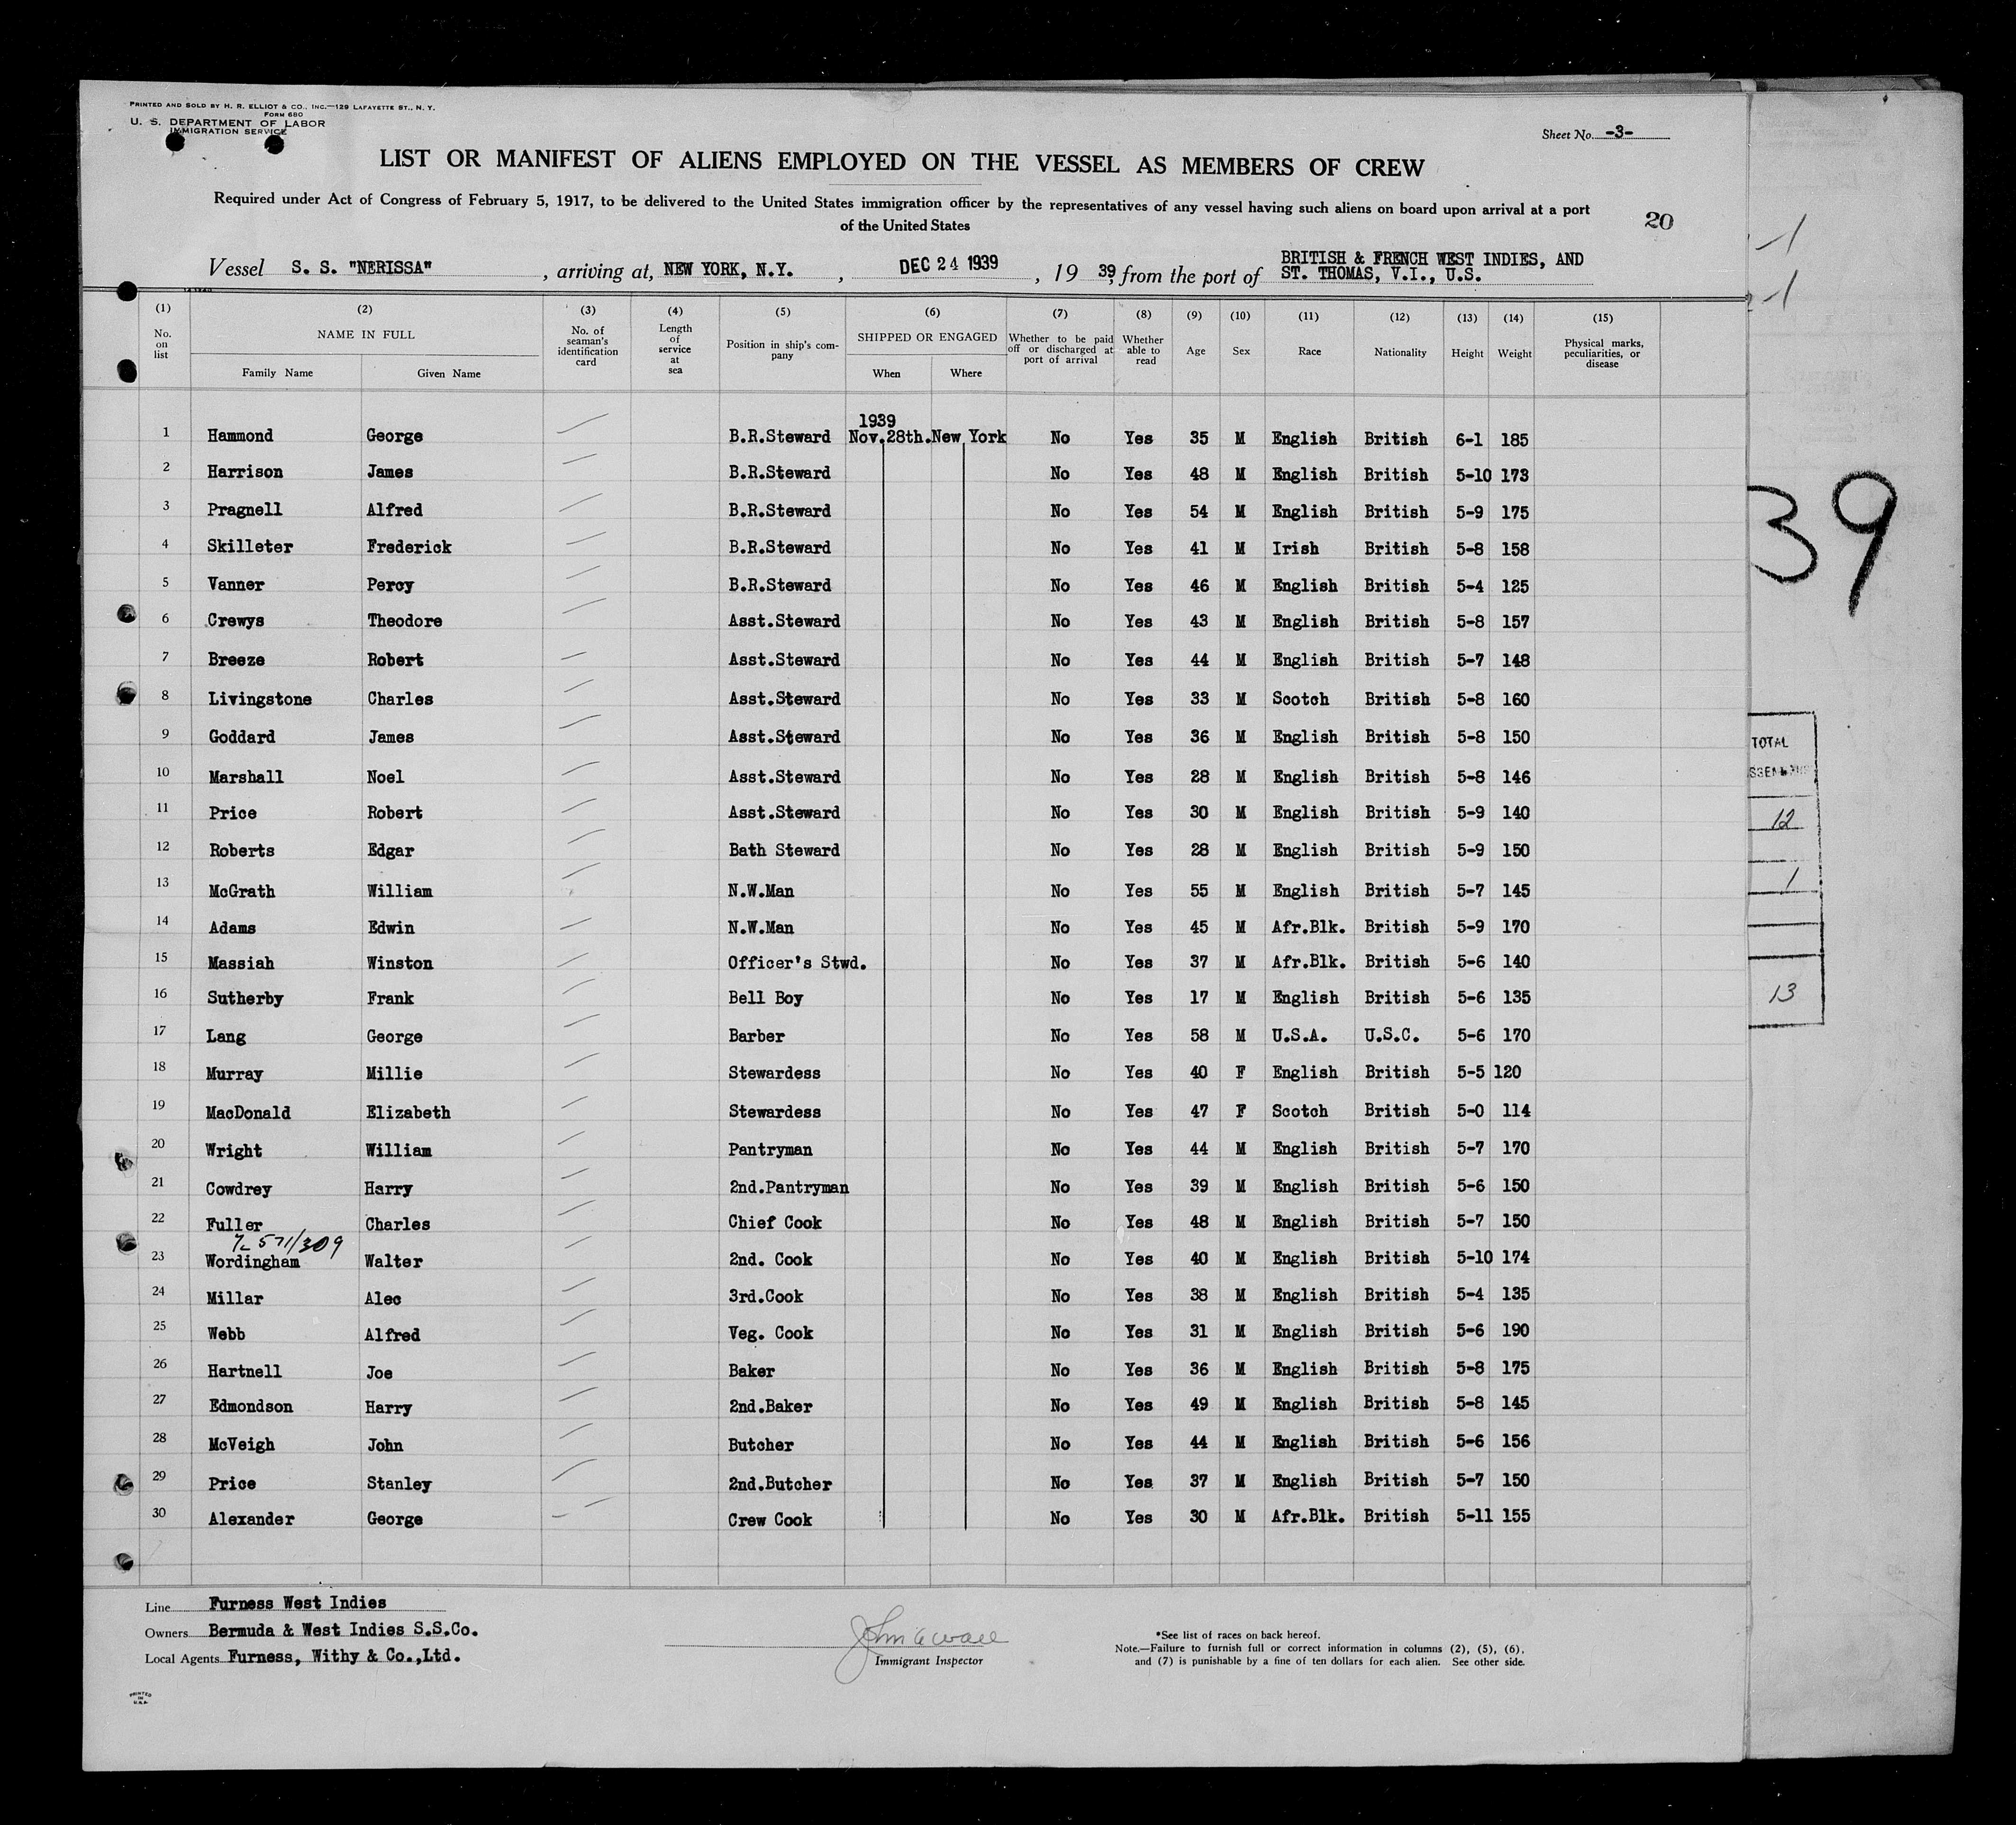 PRINTED AND SOLD BY H. R. ELLIOT & CO., INC.—129 LAFAYETTE ST., N. Y.
FORM 680
U. S. DEPARTMENT OF LABOR
IMMIGRATION SERVICE
Sheet No. -3-
LIST OR MANIFEST OF ALIENS EMPLOYED ON THE VESSEL AS MEMBERS OF CREW
Required under Act of Congress of February 5, 1917, to be delivered to the United States immigration officer by the representatives of any vessel having such aliens on board upon arrival at a port
of the United States
20
Vessel S. S. "NERISSA", arriving at, NEW YORK, N.Y., DEC 24 1939, 19 39, from the port of BRITISH & FRENCH WEST INDIES, AND
ST. THOMAS, V.I., U.S.
(1) (2) (3) (4) (5) (6) (7) (8) (9) (10) (11) (12) (13) (14) (15)
No. on list NAME IN FULL Family Name Given Name No. of seaman's identification card Length of service at sea Position in ship's company SHIPPED OR ENGAGED When Where Whether to be paid off or discharged at port of arrival Whether able to read Age Sex Race Nationality Height Weight Physical marks, peculiarities, or disease
1939
1 Hammond George B.R.Steward Nov.28th. New York No Yes 35 M English British 6-1 185
2 Harrison James B.R.Steward No Yes 48 M English British 5-10 173
3 Pragnell Alfred B.R.Steward No Yes 54 M English British 5-9 175
4 Skilleter Frederick B.R.Steward No Yes 41 M Irish British 5-8 158
5 Vanner Percy B.R.Steward No Yes 46 M English British 5-4 125
6 Crewys Theodore Asst.Steward No Yes 43 M English British 5-8 157
7 Breeze Robert Asst.Steward No Yes 44 M English British 5-7 148
8 Livingstone Charles Asst.Steward No Yes 33 M Scotch British 5-8 160
9 Goddard James Asst.Steward No Yes 36 M English British 5-8 150
10 Marshall Noel Asst.Steward No Yes 28 M English British 5-8 146
11 Price Robert Asst.Steward No Yes 30 M English British 5-9 140
12 Roberts Edgar Bath Steward No Yes 28 M English British 5-9 150
13 McGrath William N.W.Man No Yes 55 M English British 5-7 145
14 Adams Edwin N.W.Man No Yes 45 M Afr.Blk. British 5-9 170
15 Massiah Winston Officer's Stwd. No Yes 37 M Afr.Blk. British 5-6 140
16 Sutherby Frank Bell Boy No Yes 17 M English British 5-6 135
17 Lang George Barber No Yes 58 M U.S.A. U.S.C. 5-6 170
18 Murray Millie Stewardess No Yes 40 F English British 5-5 120
19 MacDonald Elizabeth Stewardess No Yes 47 F Scotch British 5-0 114
20 Wright William Pantryman No Yes 44 M English British 5-7 170
21 Cowdrey Harry 2nd.Pantryman No Yes 39 M English British 5-6 150
22 Fuller Charles Chief Cook No Yes 48 M English British 5-7 150
571/309
23 Wordingham Walter 2nd. Cook No Yes 40 M English British 5-10 174
24 Millar Alec 3rd.Cook No Yes 38 M English British 5-4 135
25 Webb Alfred Veg. Cook No Yes 31 M English British 5-6 190
26 Hartnell Joe Baker No Yes 36 M English British 5-8 175
27 Edmondson Harry 2nd.Baker No Yes 49 M English British 5-8 145
28 McVeigh John Butcher No Yes 44 M English British 5-6 156
29 Price Stanley 2nd.Butcher No Yes 37 M English British 5-7 150
30 Alexander George Crew Cook No Yes 30 M Afr.Blk. British 5-11 155
Line Furness West Indies
Owners Bermuda & West Indies S.S.Co.
Local Agents Furness, Withy & Co.,Ltd.
Immigrant Inspector
*See list of races on back hereof.
Note.—Failure to furnish full or correct information in columns (2), (5), (6),
and (7) is punishable by a fine of ten dollars for each alien. See other side.
PRINTED
IN
U.S.A.
39
TOTAL
12
1
13